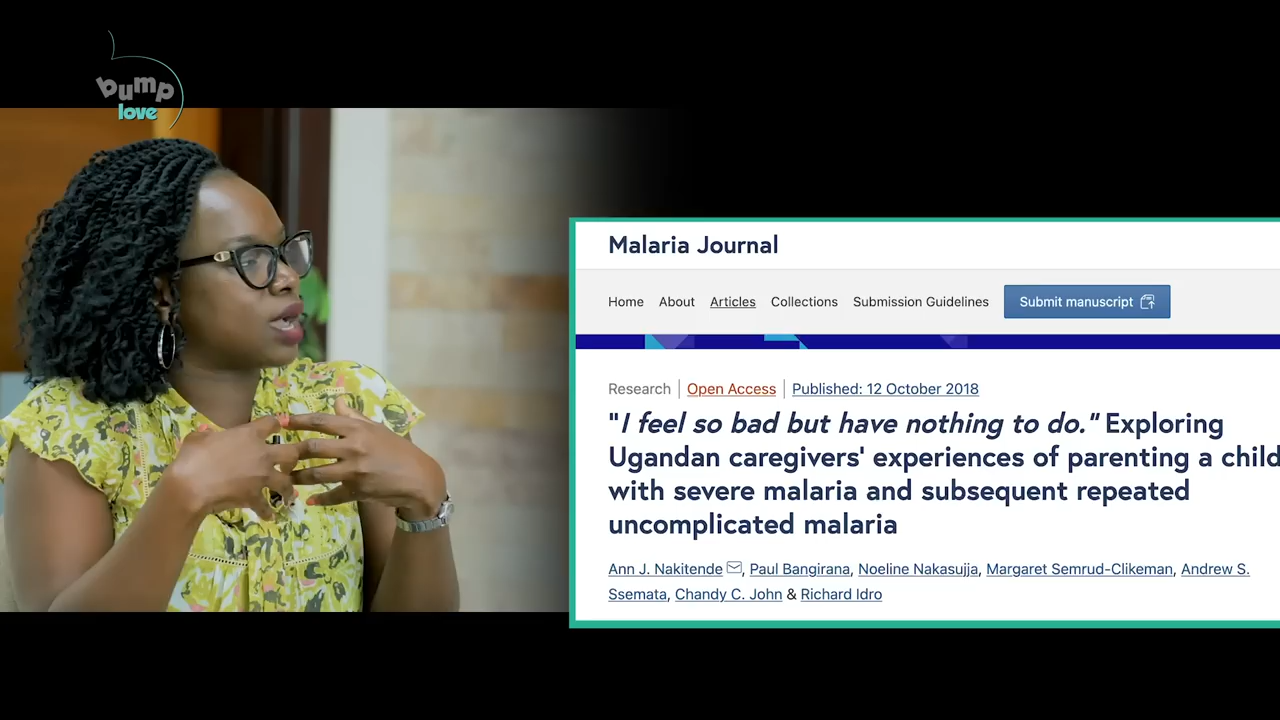 bump
love
Malaria Journal
Home About Articles Collections Submission Guidelines Submit manuscript
Research | Open Access | Published: 12 October 2018
"I feel so bad but have nothing to do." Exploring
Ugandan caregivers' experiences of parenting a child
with severe malaria and subsequent repeated
uncomplicated malaria
Ann J. Nakitende, Paul Bangirana, Noeline Nakasujja, Margaret Semrud-Clikeman, Andrew S.
Ssemata, Chandy C. John & Richard Idro